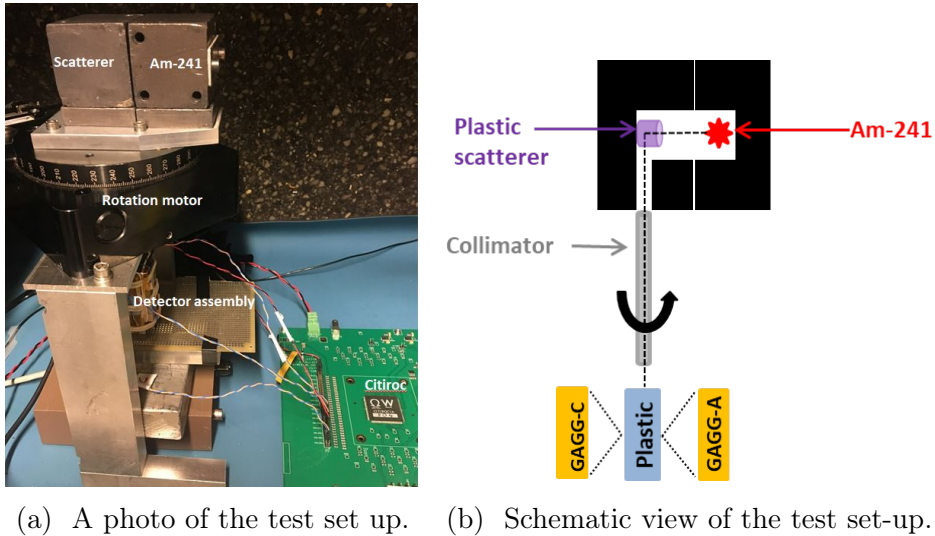 Scatterer
Am-241
Rotation motor
Detector assembly
Citiroc
Plastic
scatterer
Am-241
Collimator
GAGG-C
Plastic
GAGG-A
(a) A photo of the test set up.
(b) Schematic view of the test set-up.